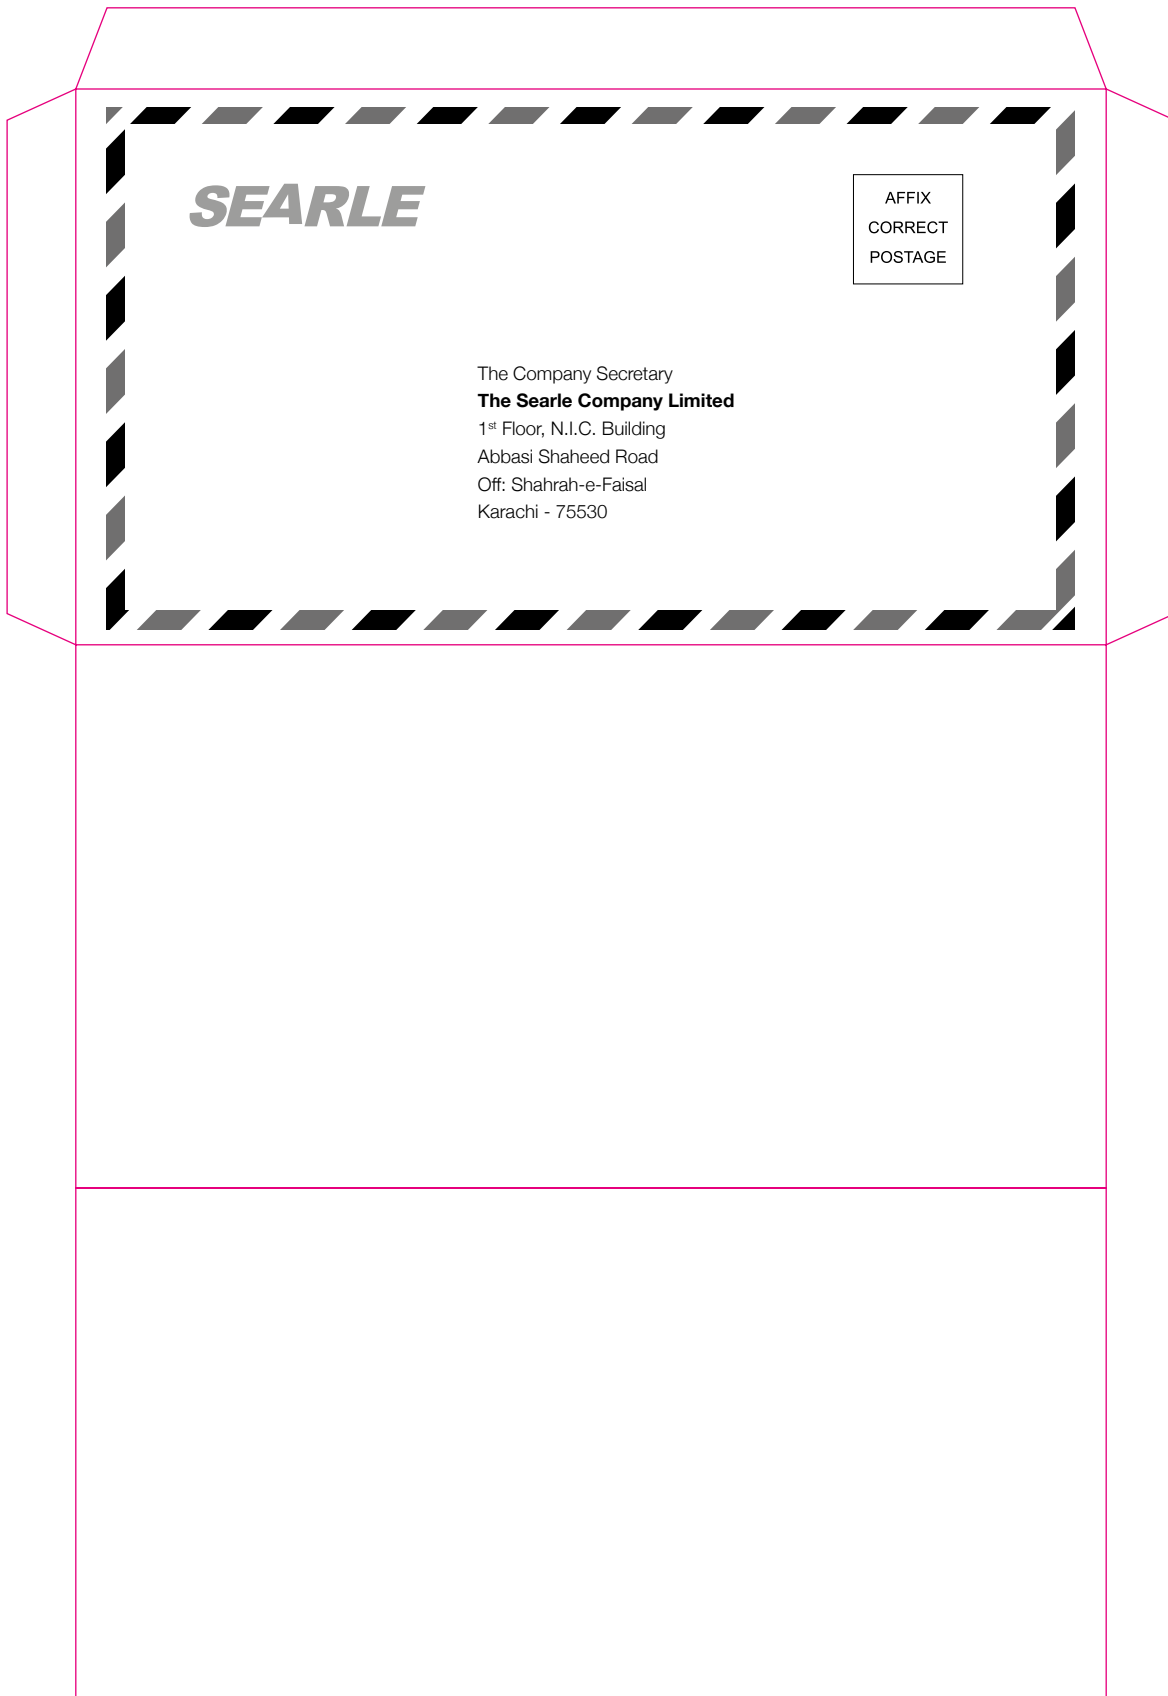 SEARLE
AFFIX
CORRECT
POSTAGE
The Company Secretary
The Searle Company Limited
1st Floor, N.I.C. Building
Abbasi Shaheed Road
Off: Shahrah-e-Faisal
Karachi - 75530